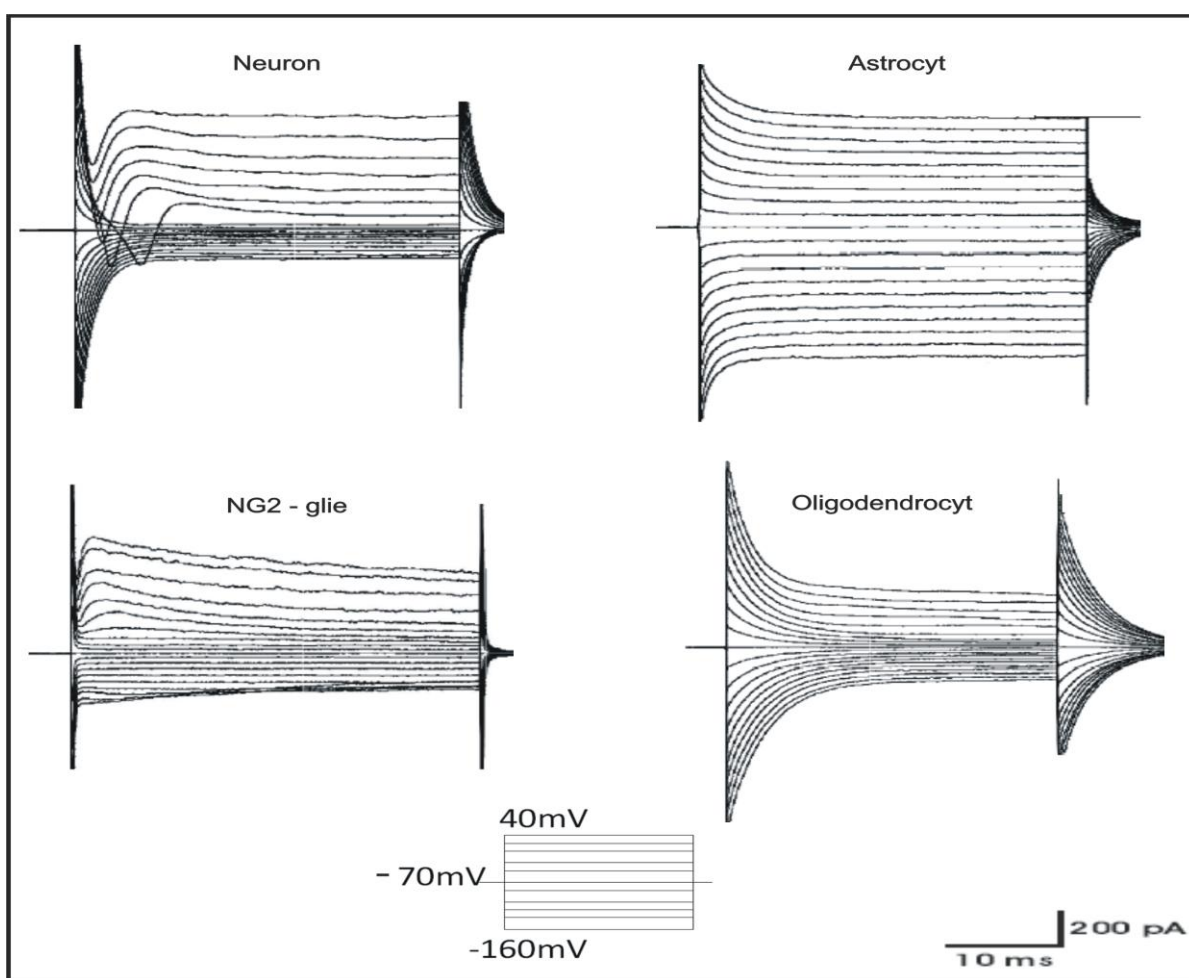 Neuron
Astrocyt
NG2 - glie
Oligodendrocyt
40mV
- 70mV
-160mV
200 pA
10 ms